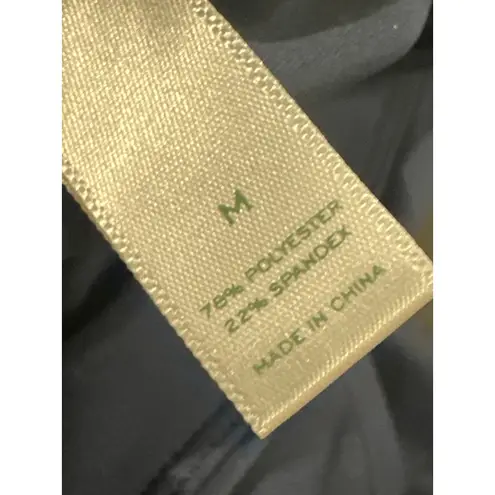 M
78% POLYESTER
22% SPANDEX
MADE IN CHINA